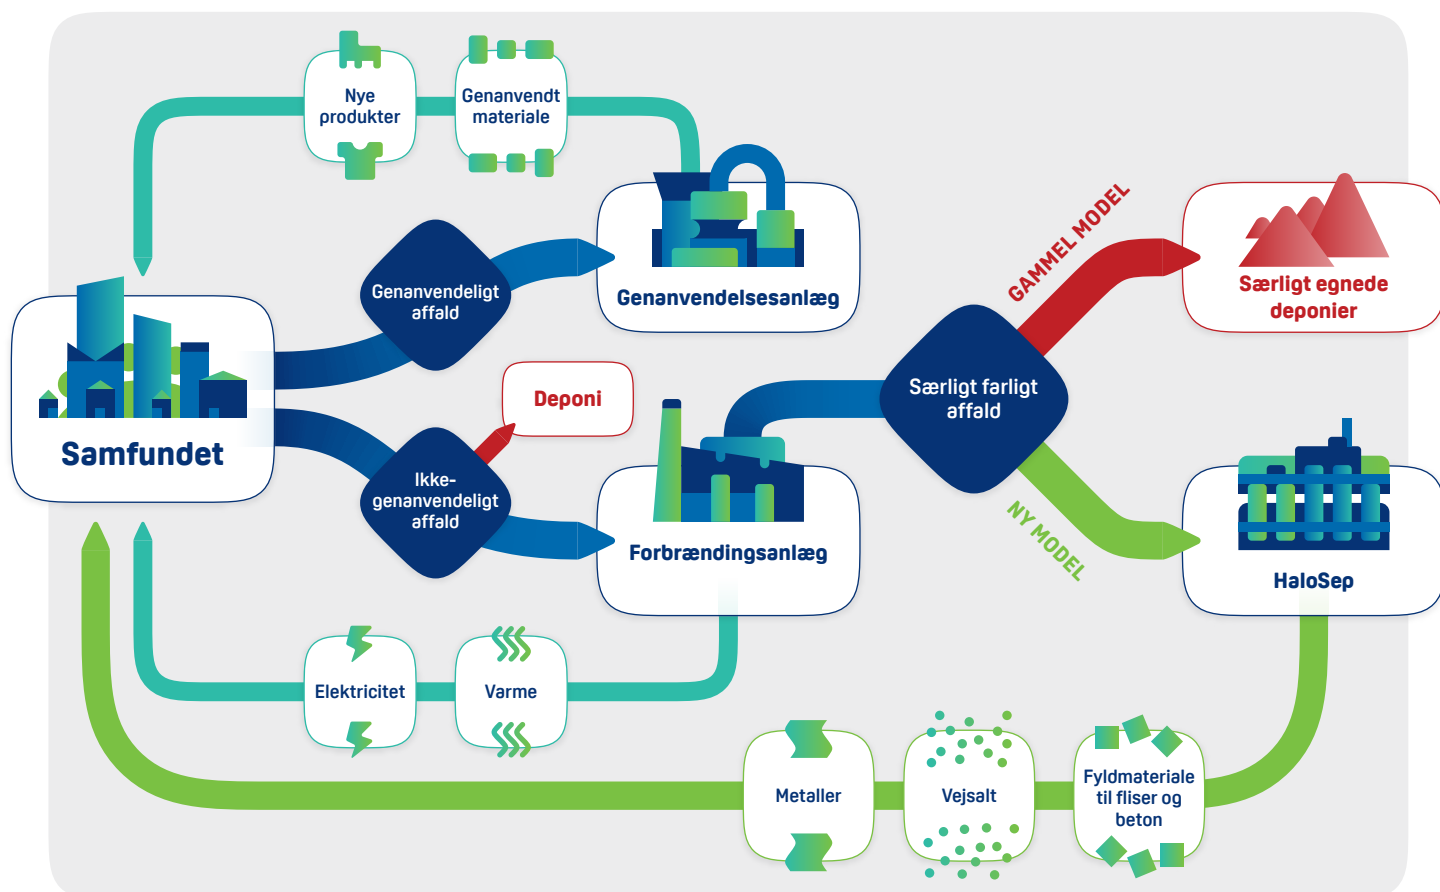 Nye
produkter
Genanvendt
materiale
Genanvendeligt
affald
Genanvendelsesanlæg
GAMMEL MODEL
Særligt egnede
deponier
Samfundet
Deponi
Særligt farligt
affald
Ikke-
genanvendeligt
affald
Forbrændingsanlæg
NY MODEL
HaloSep
Elektricitet
Varme
Metaller
Vejsalt
Fyldmateriale
til fliser og
beton